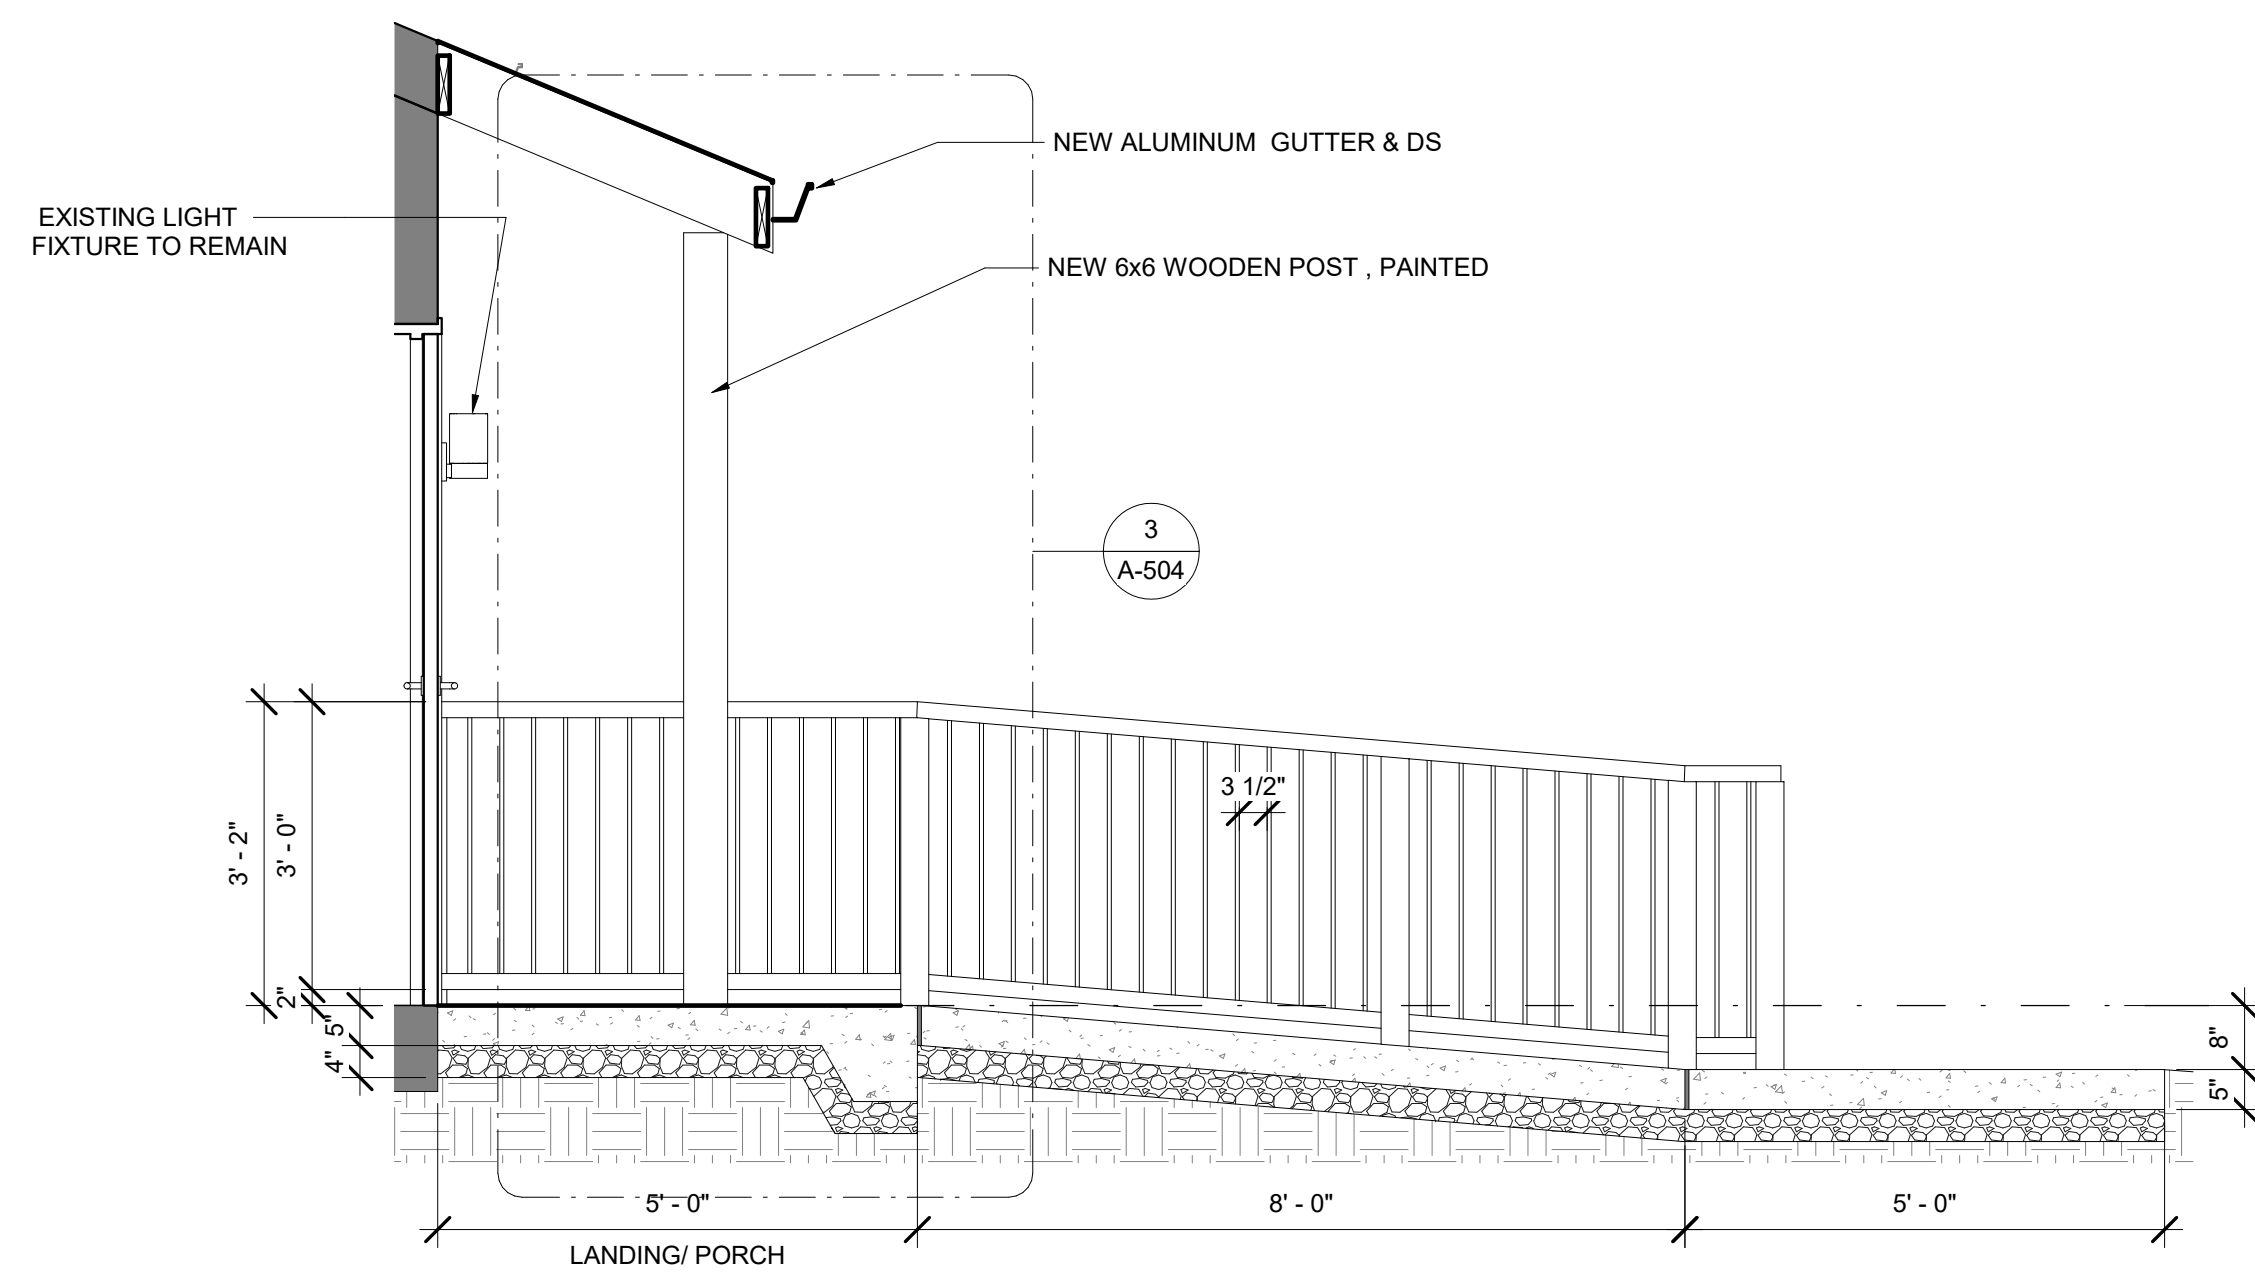 NEW ALUMINUM  GUTTER & DS
EXISTING LIGHT
FIXTURE TO REMAIN
NEW 6x6 WOODEN POST , PAINTED
3
A-504
3 1/2"
3' - 2"
3' - 0"
2"
5"
4"
8"
5"
5' - 0"
8' - 0"
5' - 0"
LANDING/ PORCH